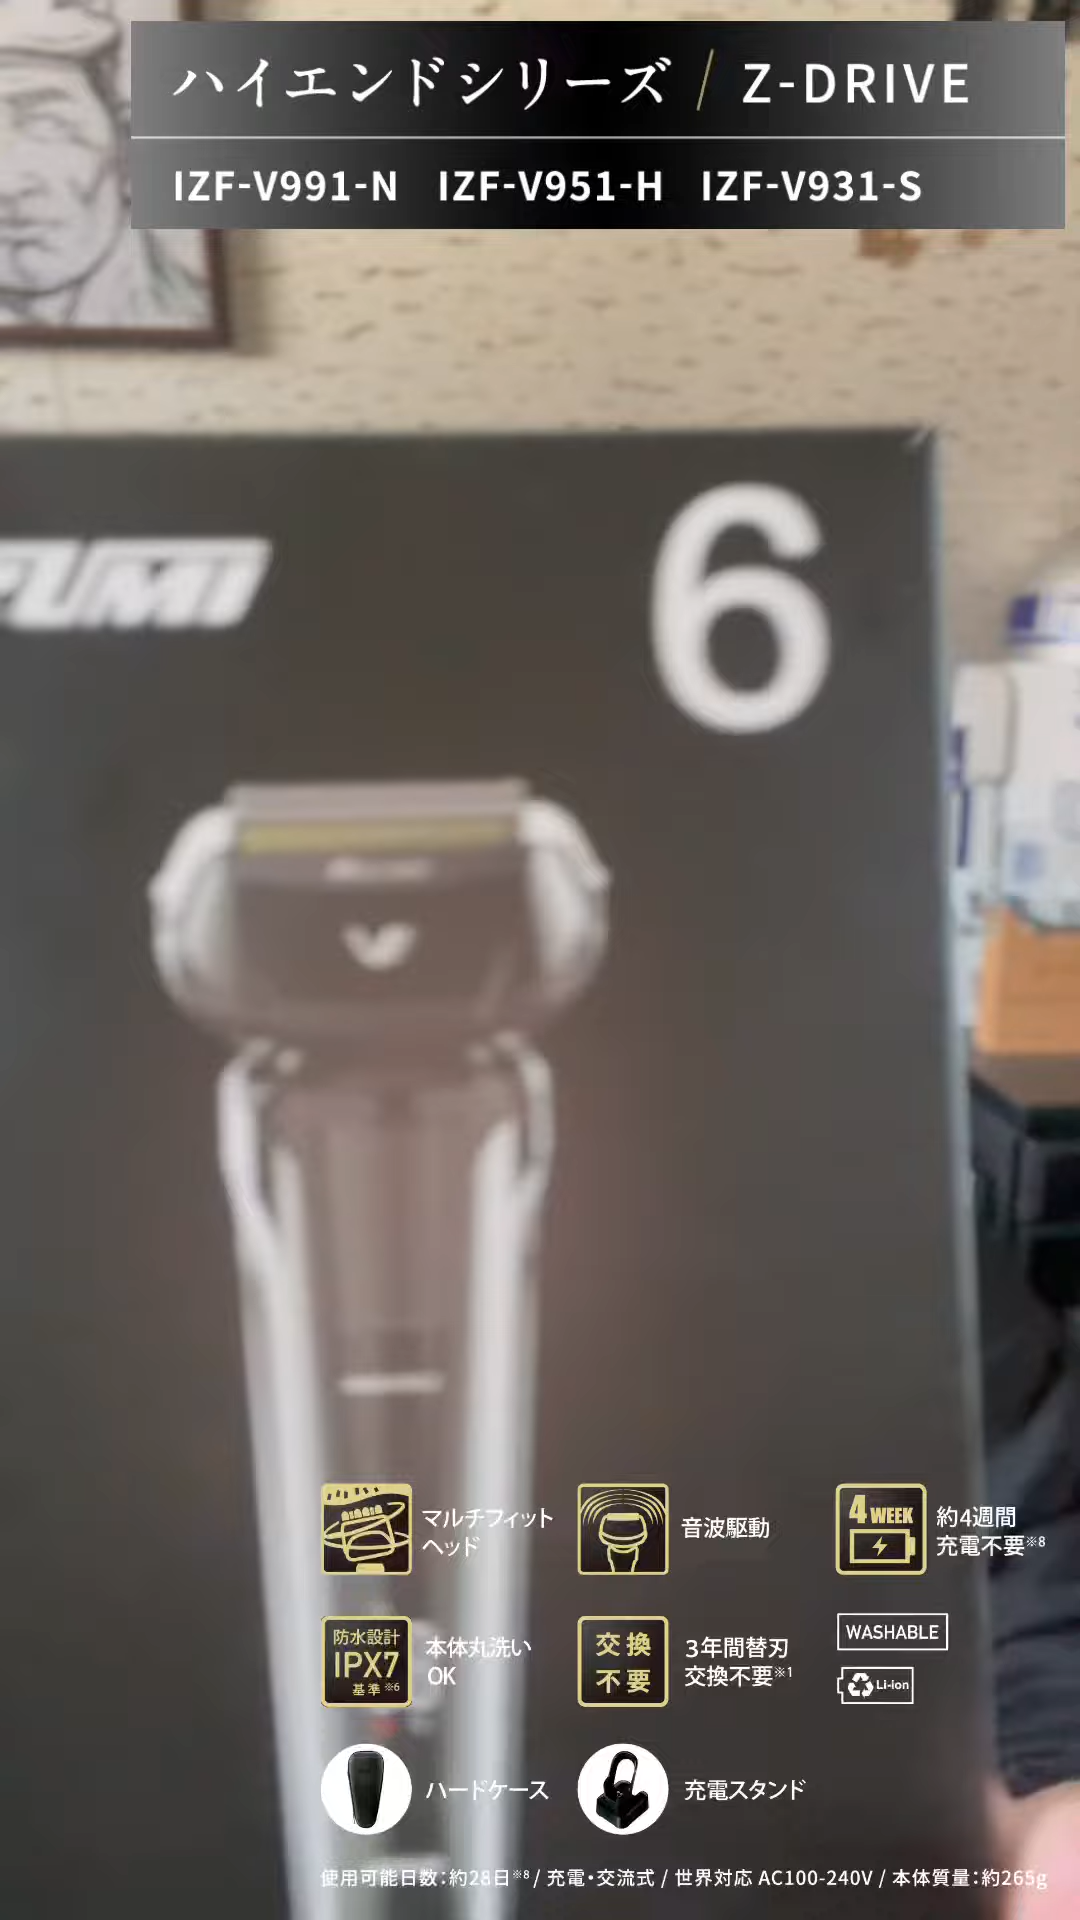 ハイエンドシリーズ / Z-DRIVE
IZF-V991-N IZF-V951-H IZF-V931-S
6
マルチフィット
ヘッド
音波駆動
4 WEEK
約4週間
充電不要※8
防水設計
IPX7
基準※6
本体丸洗い
OK
交換
不要
3年間替刃
交換不要※1
WASHABLE
Li-ion
ハードケース
充電スタンド
使用可能日数:約28日※8 / 充電・交流式 / 世界対応 AC100-240V / 本体質量:約265g